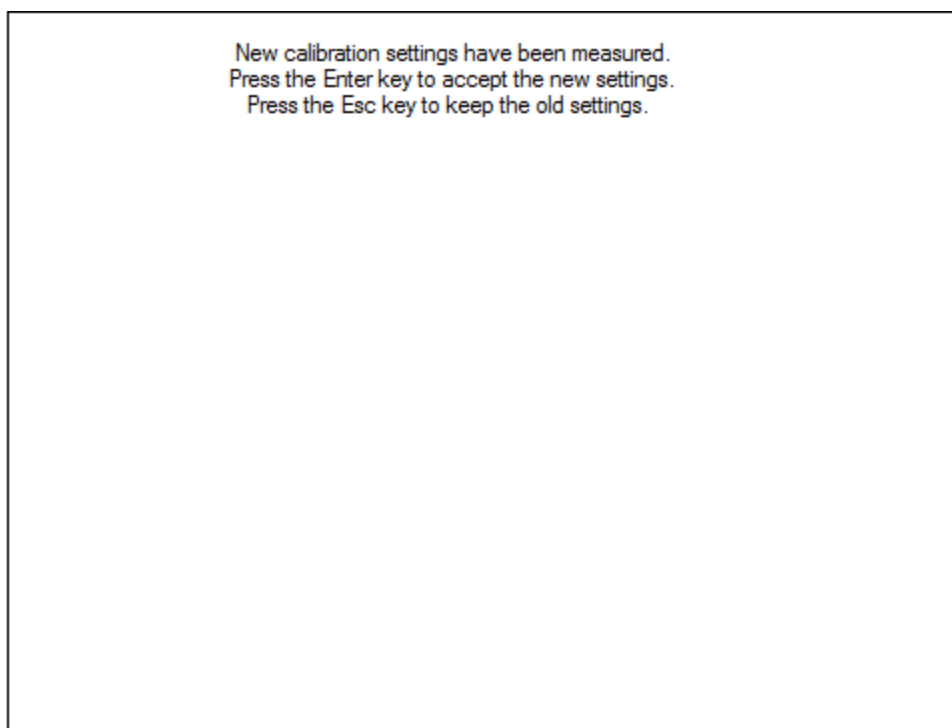 New calibration settings have been measured.
Press the Enter key to accept the new settings.
Press the Esc key to keep the old settings.